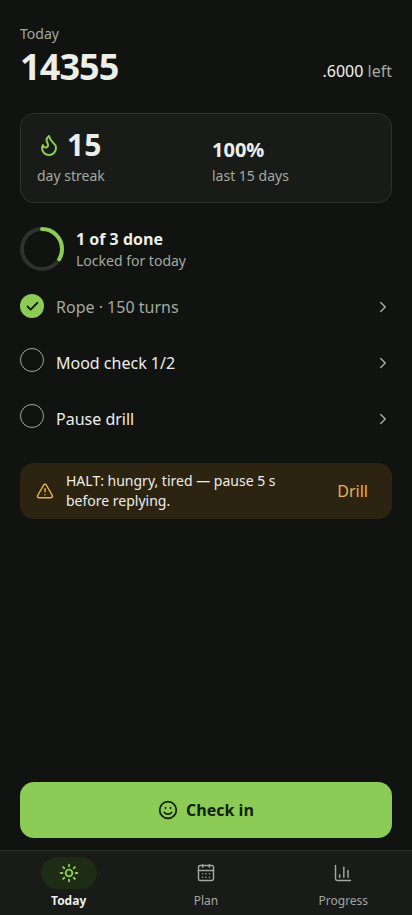 Today
14355
.6000 left
15
day streak
100%
last 15 days
1 of 3 done
Locked for today
Rope · 150 turns
Mood check 1/2
Pause drill
HALT: hungry, tired — pause 5 s
before replying.
Drill
Check in
Today
Plan
Progress